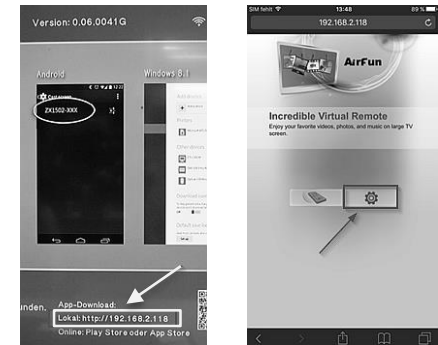 Version: 0.06.0041G
Android
Windows 8.1
Cast screen
ZX1502-XXX
unden.
App-Download:
Lokal:http://192.168.2.118
Online: Play Store oder App Store
SIM fehlt
13:48
89 %
192.168.2.118
AirFun
Incredible Virtual Remote
Enjoy your favorite videos, photos, and music on large TV
screen.